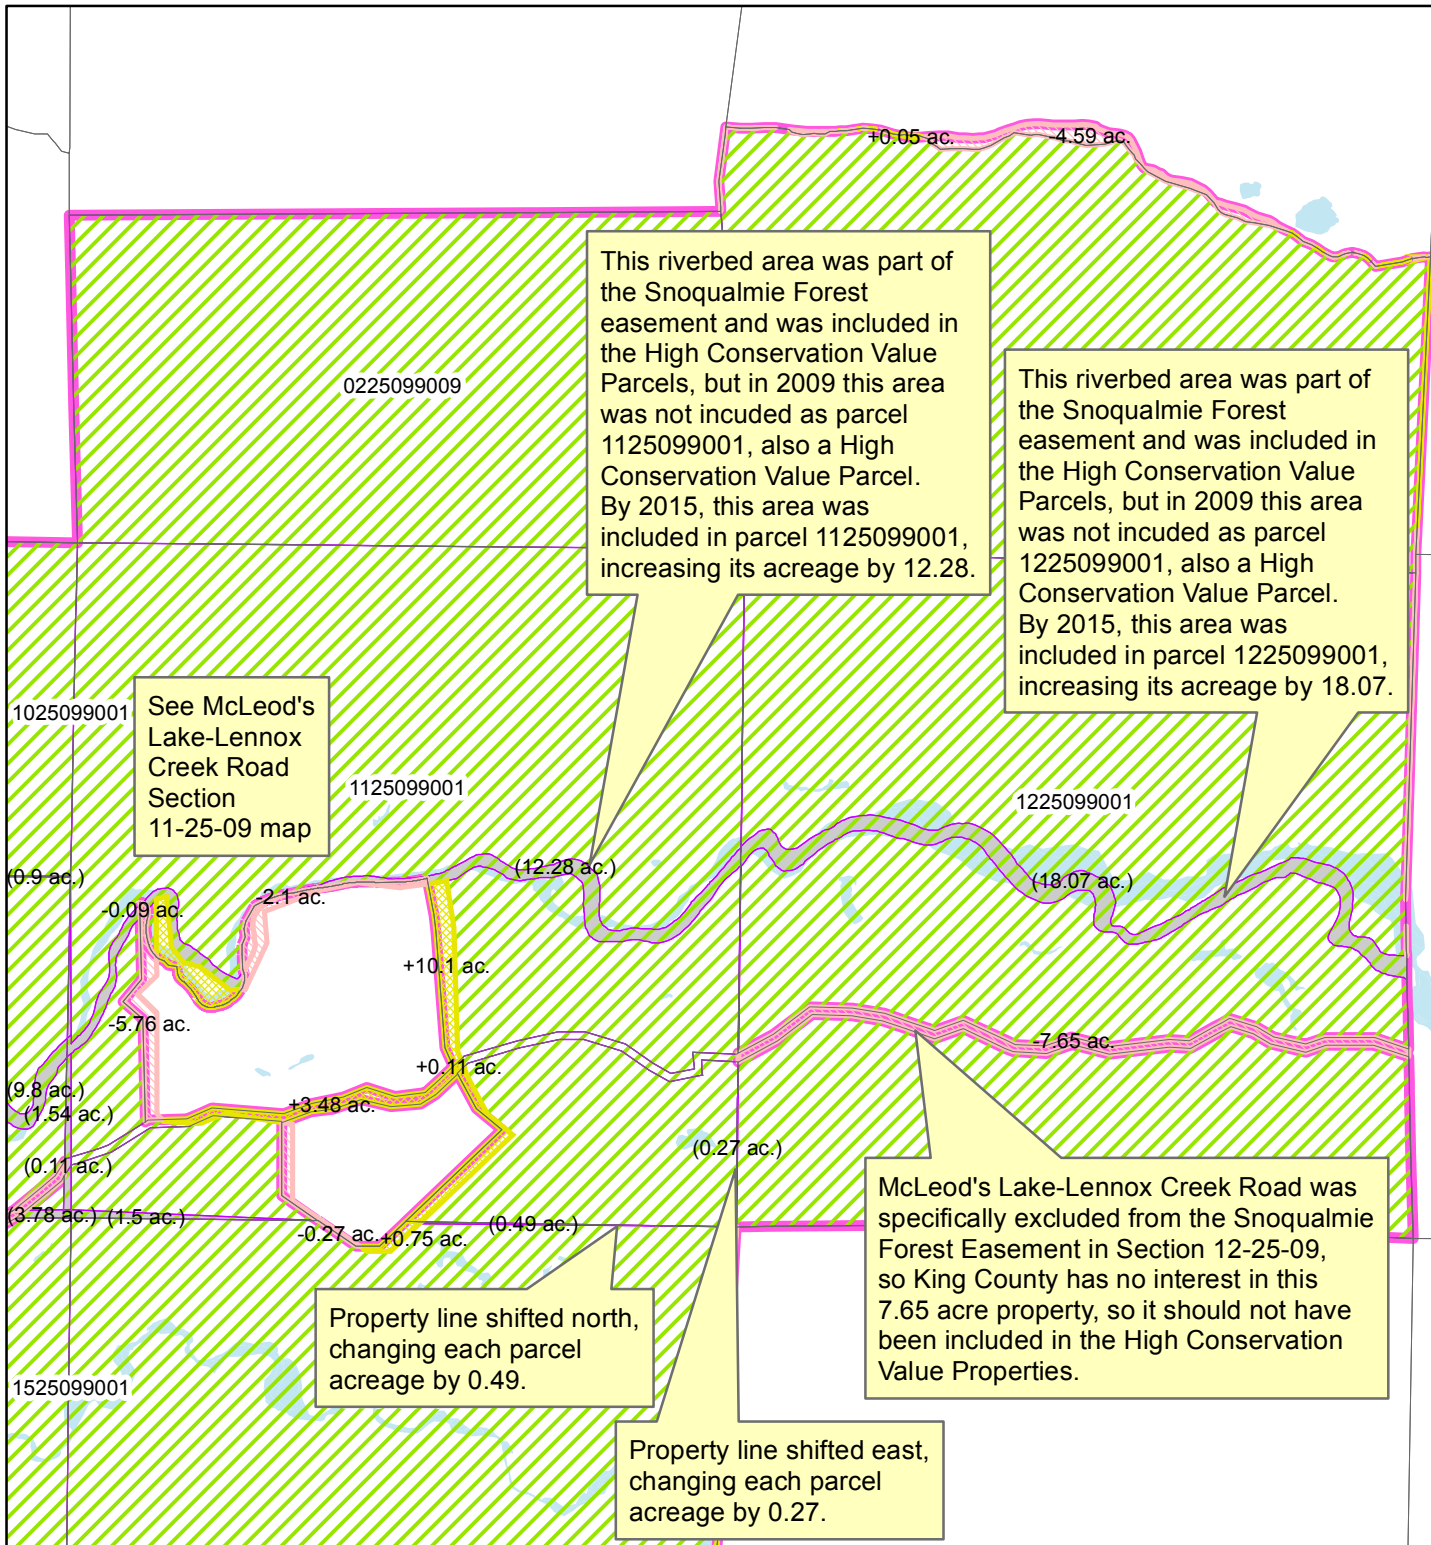 +0.05 ac.
-4.59 ac.
This riverbed area was part of
the Snoqualmie Forest
easement and was included in
the High Conservation Value
Parcels, but in 2009 this area
was not incuded as parcel
1125099001, also a High
Conservation Value Parcel.
By 2015, this area was
included in parcel 1125099001,
increasing its acreage by 12.28.
0225099009
This riverbed area was part of
the Snoqualmie Forest
easement and was included in
the High Conservation Value
Parcels, but in 2009 this area
was not incuded as parcel
1225099001, also a High
Conservation Value Parcel.
By 2015, this area was
included in parcel 1225099001,
increasing its acreage by 18.07.
1025099001
See McLeod's
Lake-Lennox
Creek Road
Section
11-25-09 map
1125099001
1225099001
(0.9 ac.)
(12.28 ac.)
(18.07 ac.)
-2.1 ac.
-0.09 ac.
+10.1 ac.
-5.76 ac.
-7.65 ac.
+0.11 ac.
(9.8 ac.)
(1.54 ac.)
+3.48 ac.
(0.27 ac.)
(0.11 ac.)
(3.78 ac.)
(1.5 ac.)
-0.27 ac.
+0.75 ac.
(0.49 ac.)
McLeod's Lake-Lennox Creek Road was
specifically excluded from the Snoqualmie
Forest Easement in Section 12-25-09,
so King County has no interest in this
7.65 acre property, so it should not have
been included in the High Conservation
Value Properties.
Property line shifted north,
changing each parcel
acreage by 0.49.
1525099001
Property line shifted east,
changing each parcel
acreage by 0.27.